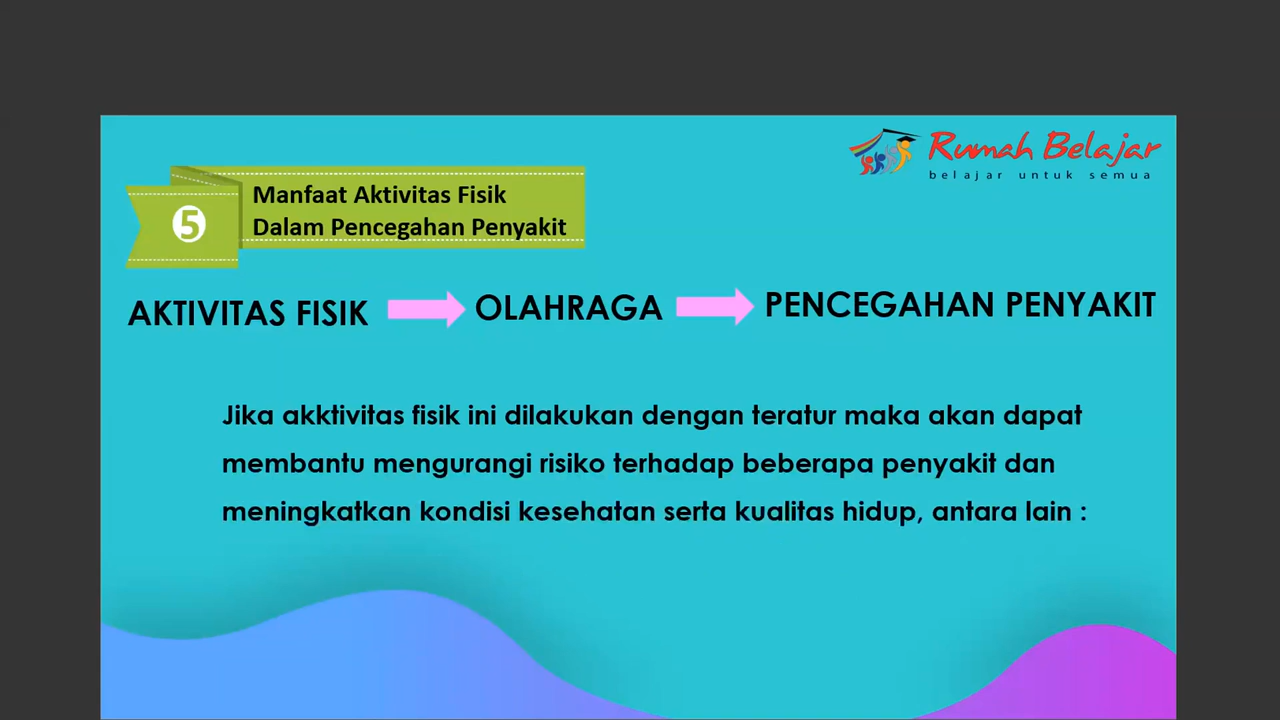 Rumah Belajar
belajar untuk semua
5
Manfaat Aktivitas Fisik
Dalam Pencegahan Penyakit
AKTIVITAS FISIK
OLAHRAGA
PENCEGAHAN PENYAKIT
Jika akktivitas fisik ini dilakukan dengan teratur maka akan dapat
membantu mengurangi risiko terhadap beberapa penyakit dan
meningkatkan kondisi kesehatan serta kualitas hidup, antara lain :